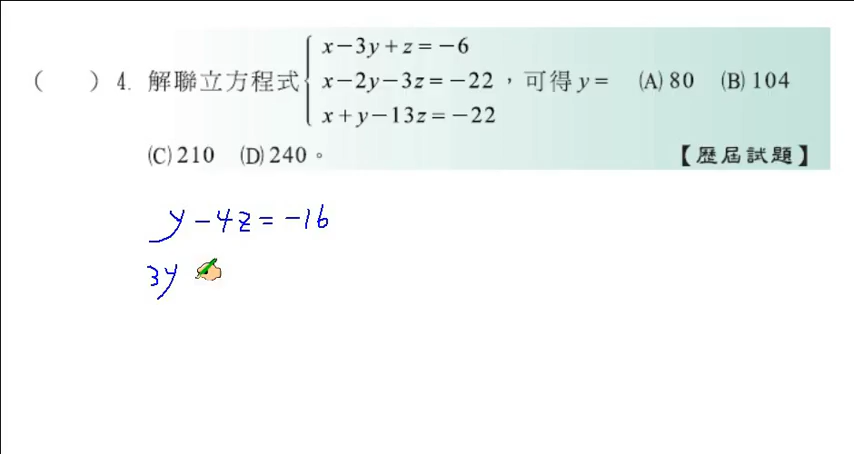 ( ) 4. 解聯立方程式 { x－3y＋z＝－6
x－2y－3z＝－22 ，可得 y＝ (A) 80 (B) 104
x＋y－13z＝－22
(C) 210 (D) 240。 【歷屆試題】
y－4z＝－16
3y